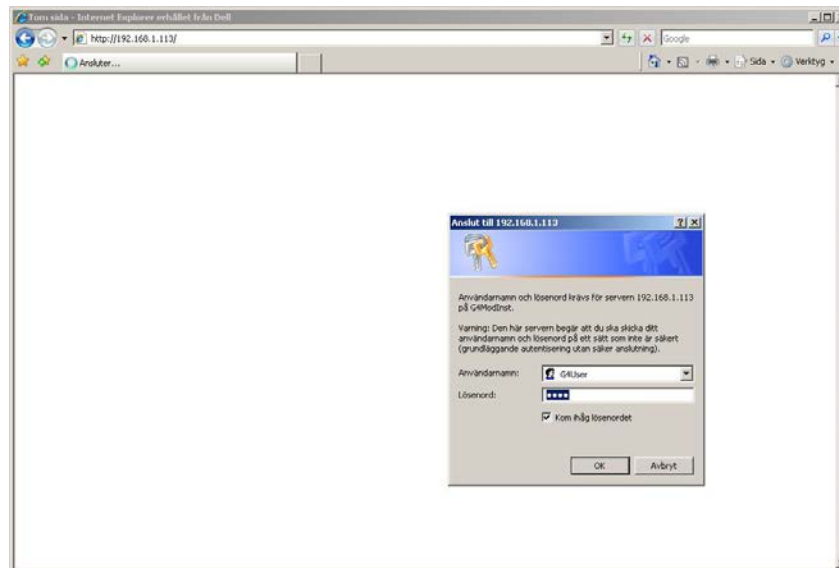 Tom sida - Internet Explorer erhållet från Dell
http://192.168.1.113/
Google
Ansluter...
Sida
Verktyg
Anslut till 192.168.1.113
Användarnamn och lösenord krävs för servern 192.168.1.113
på G4ModInst.
Varning: Den här servern begär att du ska skicka ditt
användarnamn och lösenord på ett sätt som inte är säkert
(grundläggande autentisering utan säker anslutning).
Användarnamn:
G4User
Lösenord:
Kom ihåg lösenordet
OK
Avbryt